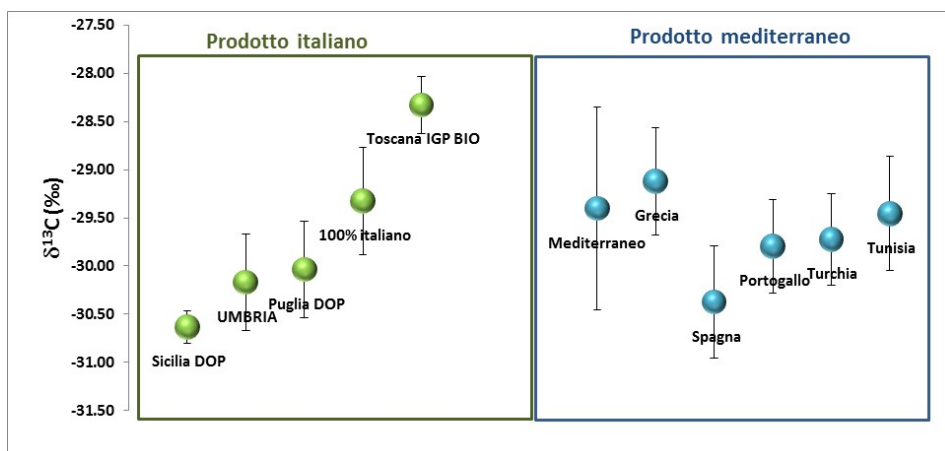 Prodotto italiano
Prodotto mediterraneo
δ¹³C (‰)
-27.50
-28.00
-28.50
-29.00
-29.50
-30.00
-30.50
-31.00
-31.50
Toscana IGP BIO
100% italiano
Puglia DOP
UMBRIA
Sicilia DOP
Mediterraneo
Grecia
Spagna
Portogallo
Turchia
Tunisia